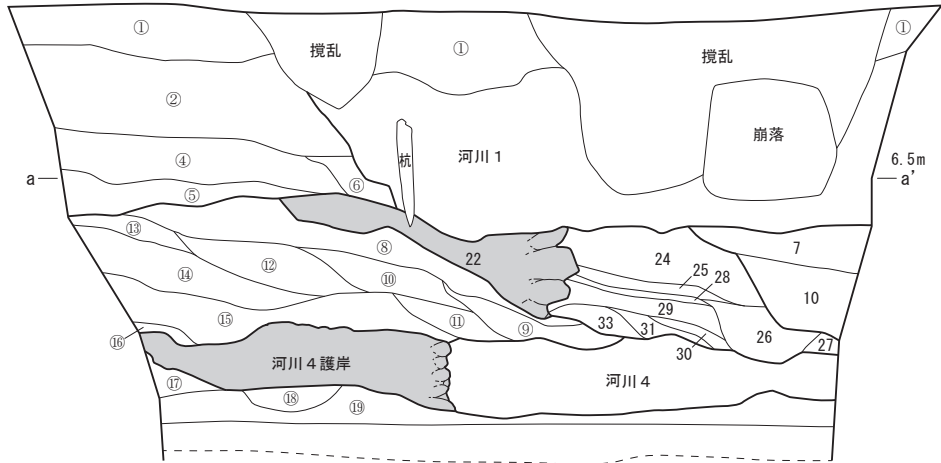 ① 撹乱 ① 撹乱 ①
②
崩落
河川1
④ 杭
6.5m
a ⑥ a’
⑤
⑬ ⑧ 22 24 7
⑫ ⑩ 25 28
⑭ 29 10
⑮ ⑪ ⑨ 33 31 26
⑯ 30 27
河川4護岸 河川4
⑰
⑱ ⑲